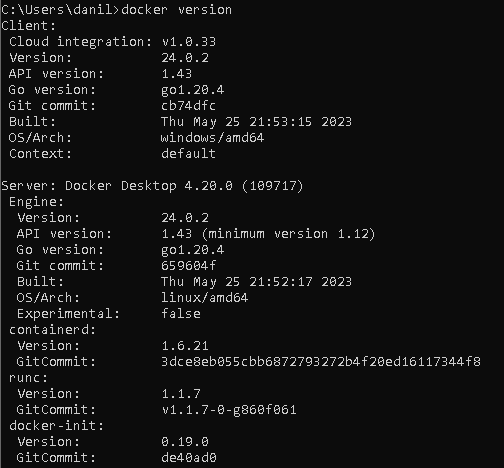 C:\Users\danil>docker version
Client:
 Cloud integration: v1.0.33
 Version:           24.0.2
 API version:       1.43
 Go version:        go1.20.4
 Git commit:        cb74dfc
 Built:             Thu May 25 21:53:15 2023
 OS/Arch:           windows/amd64
 Context:           default

Server: Docker Desktop 4.20.0 (109717)
 Engine:
  Version:          24.0.2
  API version:      1.43 (minimum version 1.12)
  Go version:       go1.20.4
  Git commit:       659604f
  Built:            Thu May 25 21:52:17 2023
  OS/Arch:          linux/amd64
  Experimental:     false
 containerd:
  Version:          1.6.21
  GitCommit:        3dce8eb055cbb6872793272b4f20ed16117344f8
 runc:
  Version:          1.1.7
  GitCommit:        v1.1.7-0-g860f061
 docker-init:
  Version:          0.19.0
  GitCommit:        de40ad0